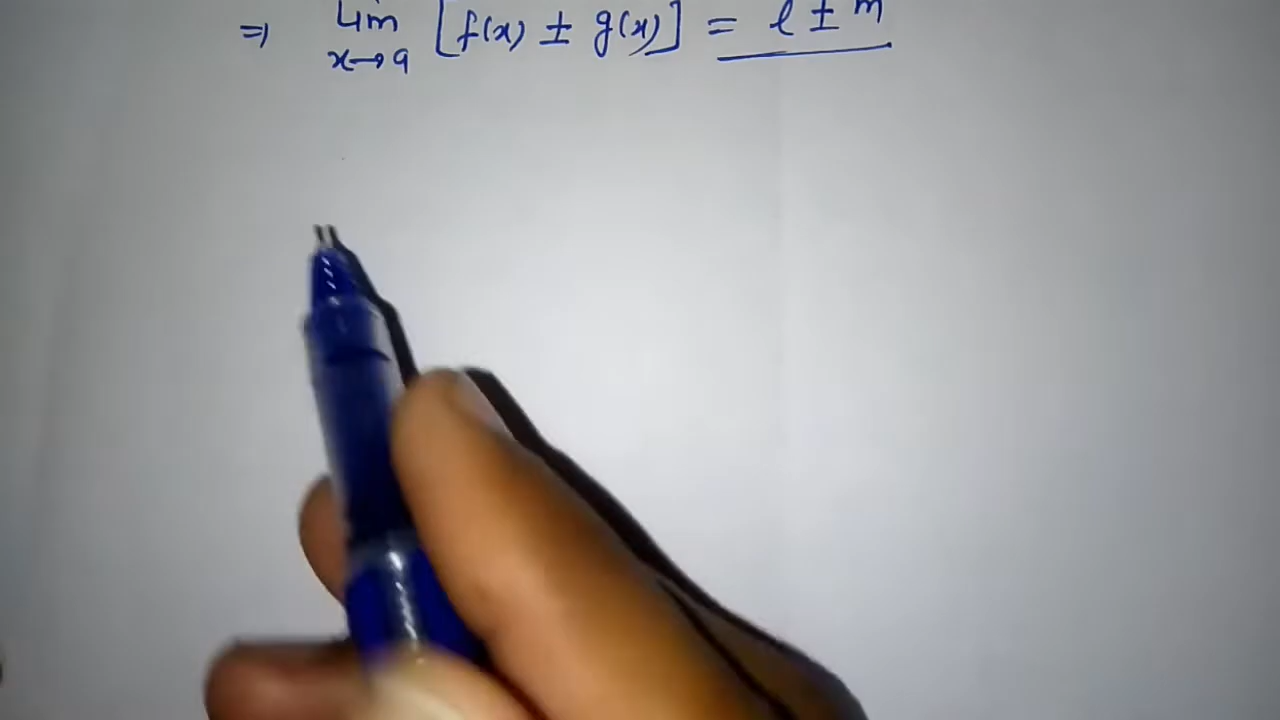 ⇒ Lim [f(x) ± g(x)] = l ± m
x→a